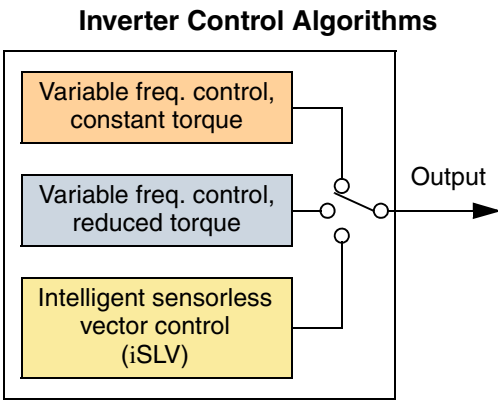 Inverter Control Algorithms
Variable freq. control,
constant torque
Variable freq. control,
reduced torque
Output
Intelligent sensorless
vector control
(iSLV)